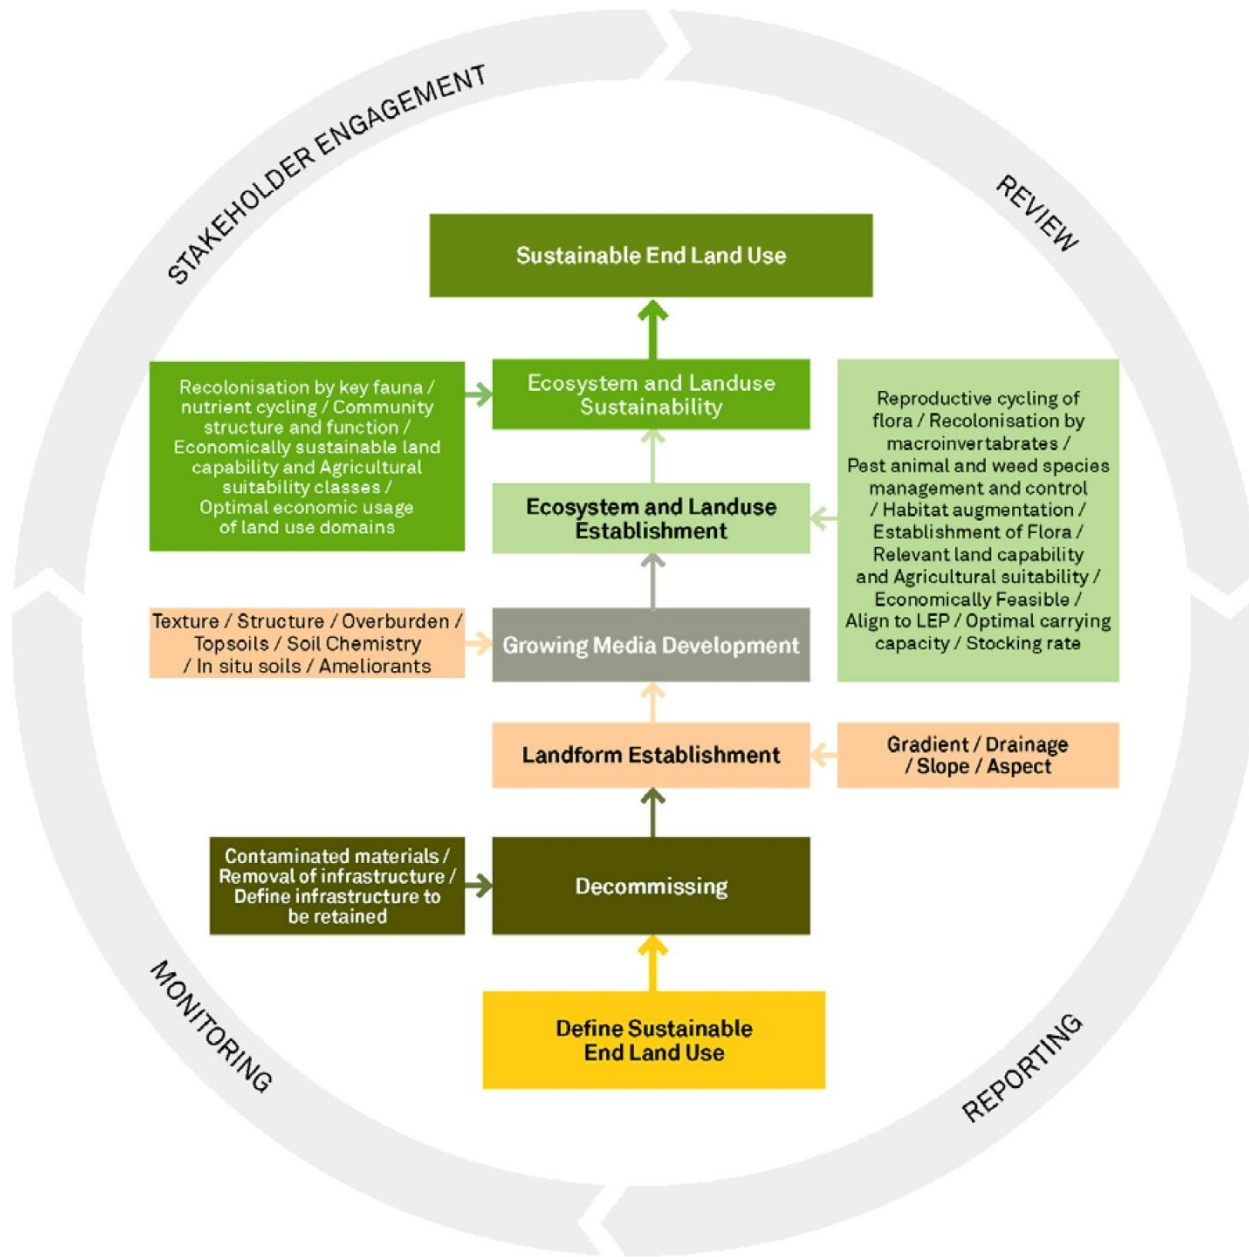 STAKEHOLDER ENGAGEMENT
REVIEW
Sustainable End Land Use
Recolonisation by key fauna /
nutrient cycling / Community
structure and function /
Economically sustainable land
capability and Agricultural
suitability classes /
Optimal economic usage
of land use domains
Ecosystem and Landuse
Sustainability
Reproductive cycling of
flora / Recolonisation by
macroinvertabrates /
Pest animal and weed species
management and control
/ Habitat augmentation /
Establishment of Flora /
Relevant land capability
and Agricultural suitability /
Economically Feasible /
Align to LEP / Optimal carrying
capacity / Stocking rate
Ecosystem and Landuse
Establishment
Texture / Structure / Overburden /
Topsoils / Soil Chemistry
/ In situ soils / Ameliorants
Growing Media Development
Landform Establishment
Gradient / Drainage
/ Slope / Aspect
Contaminated materials /
Removal of infrastructure /
Define infrastructure to
be retained
Decommissing
Define Sustainable
End Land Use
MONITORING
REPORTING